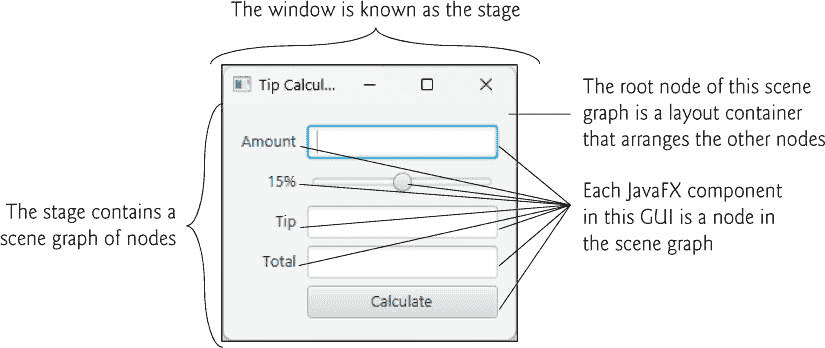 The window is known as the stage
Tip Calcul...
The root node of this scene
graph is a layout container
that arranges the other nodes
Amount
15%
Tip
Total
Calculate
The stage contains a
scene graph of nodes
Each JavaFX component
in this GUI is a node in
the scene graph